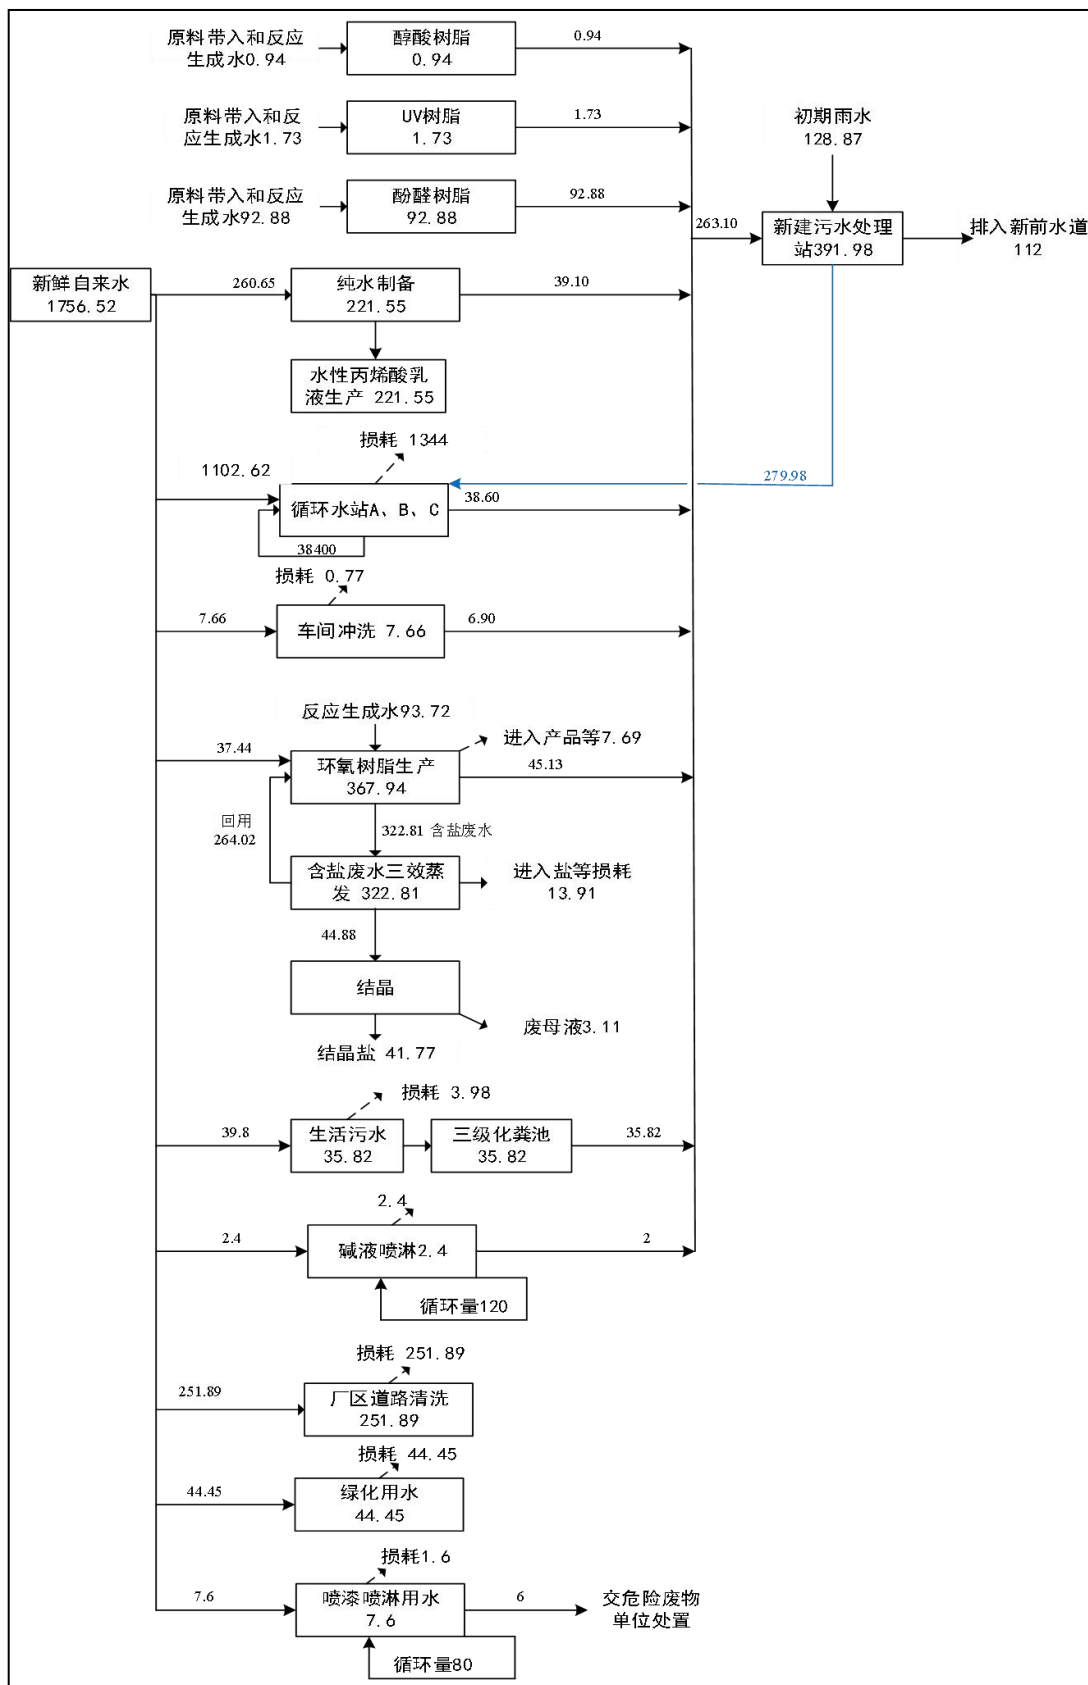 原料带入和反应
生成水0.94
醇酸树脂
0.94
0.94
原料带入和反
应生成水1.73
UV树脂
1.73
1.73
初期雨水
128.87
原料带入和反应
生成水92.88
酚醛树脂
92.88
92.88
263.10
新建污水处理
站391.98
排入新前水道
112
新鲜自来水
1756.52
260.65
纯水制备
221.55
39.10
水性丙烯酸乳
液生产 221.55
损耗 1344
1102.62
279.98
循环水站A、B、C
38.60
38400
损耗 0.77
7.66
车间冲洗 7.66
6.90
反应生成水93.72
进入产品等7.69
37.44
环氧树脂生产
367.94
45.13
回用
264.02
322.81 含盐废水
含盐废水三效蒸
发 322.81
进入盐等损耗
13.91
44.88
结晶
废母液3.11
结晶盐 41.77
损耗 3.98
39.8
生活污水
35.82
三级化粪池
35.82
35.82
2.4
2.4
碱液喷淋2.4
2
循环量120
损耗 251.89
251.89
厂区道路清洗
251.89
损耗 44.45
44.45
绿化用水
44.45
损耗1.6
7.6
喷漆喷淋用水
7.6
6
交危险废物
单位处置
循环量80